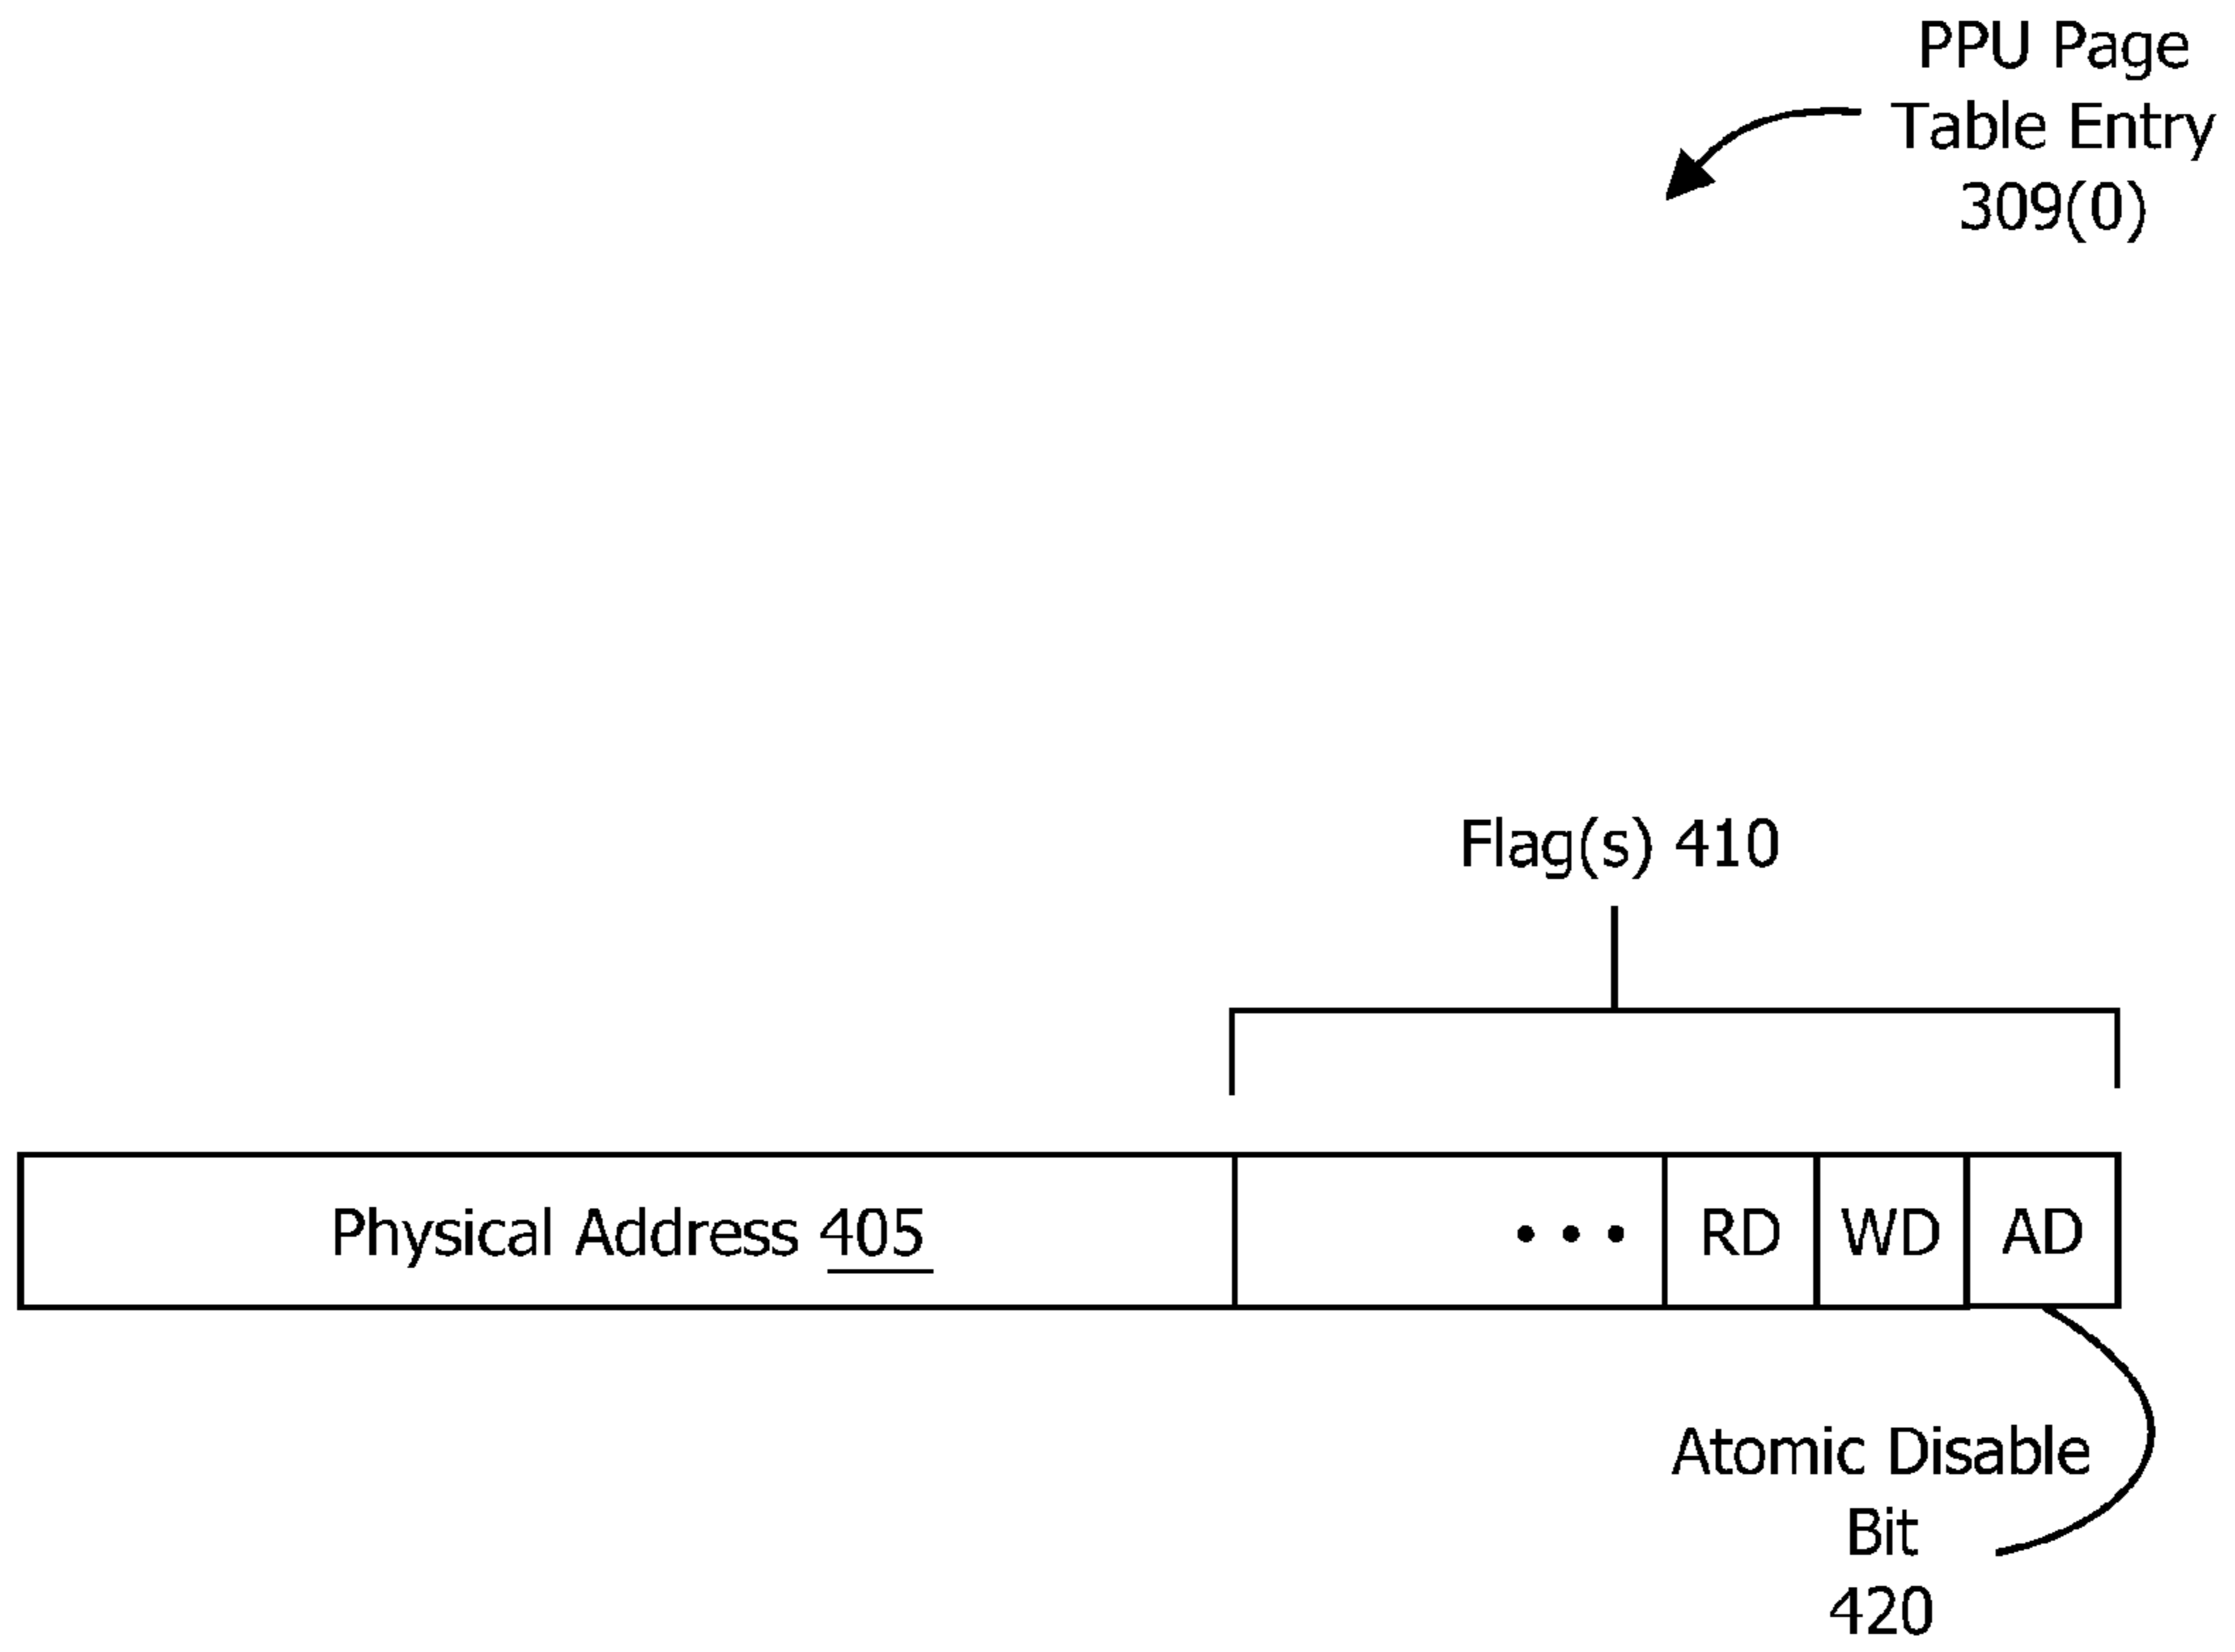 PPU Page
Table Entry
309(0)
Flag(s) 410
Physical Address 405
• • •
RD
WD
AD
Atomic Disable
Bit
420